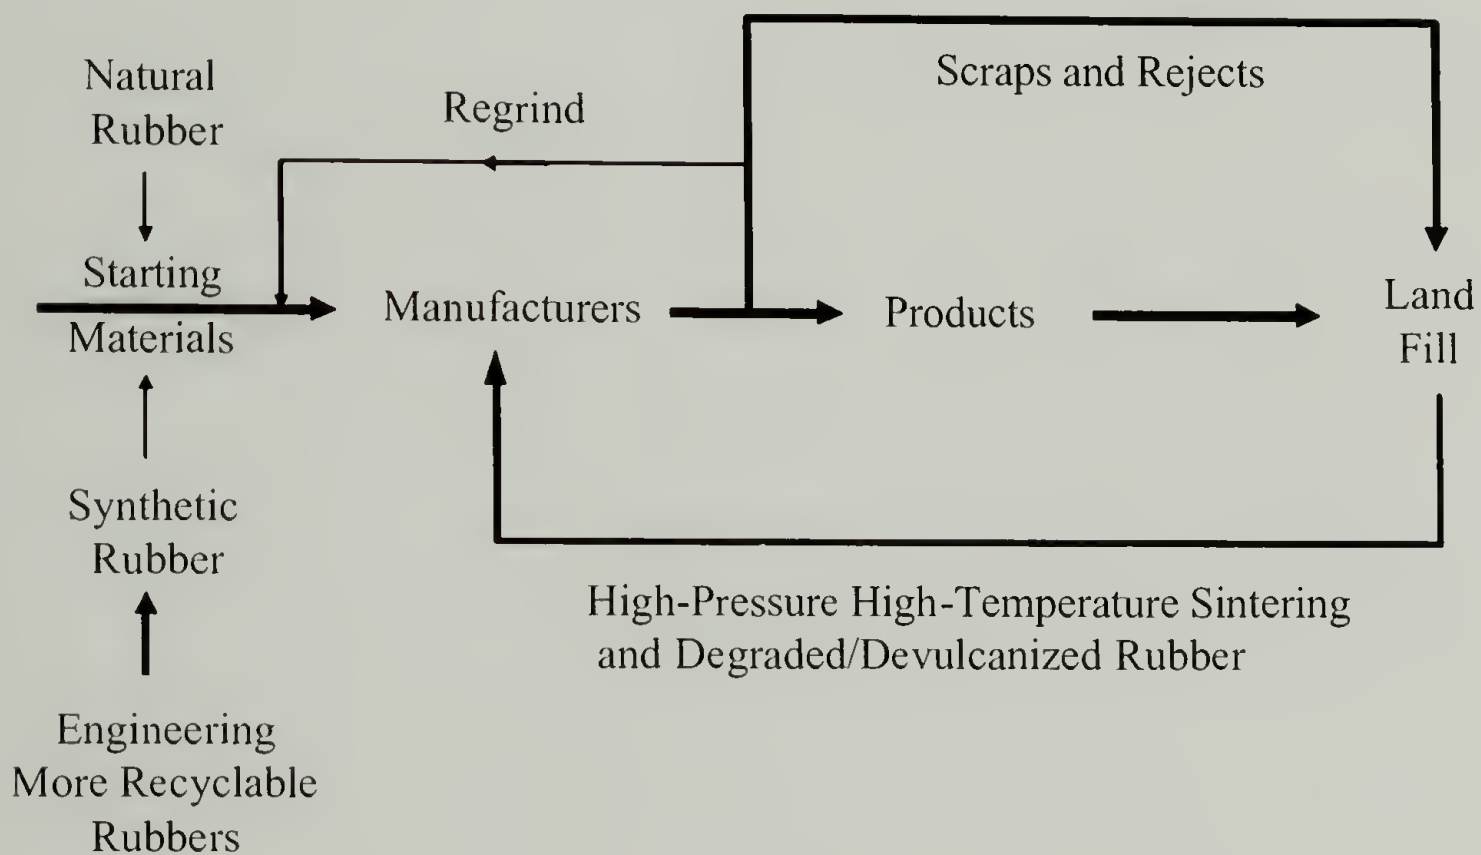 Natural
Rubber
Starting
Materials
Synthetic
Rubber
Engineering
More Recyclable
Rubbers
Regrind
Scraps and Rejects
Manufacturers
Products
Land
Fill
High-Pressure High-Temperature Sintering
and Degraded/Devulcanized Rubber